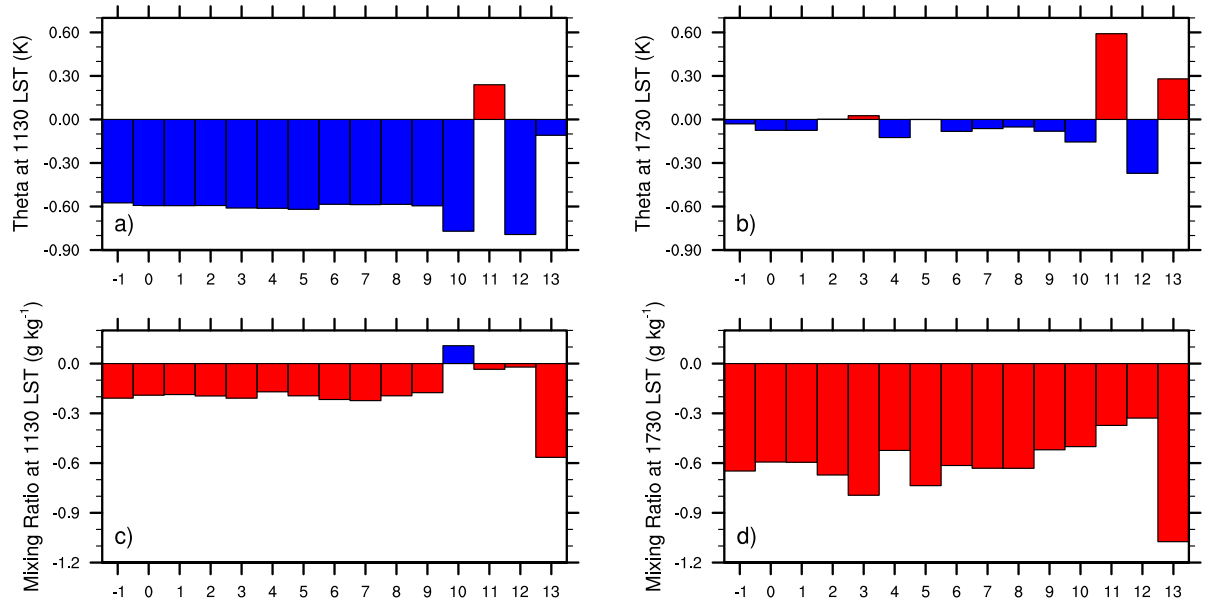 Theta at 1130 LST (K)
0.60
0.30
0.00
-0.30
-0.60
-0.90
a)
-1 0 1 2 3 4 5 6 7 8 9 10 11 12 13
Theta at 1730 LST (K)
0.60
0.30
0.00
-0.30
-0.60
-0.90
b)
-1 0 1 2 3 4 5 6 7 8 9 10 11 12 13
Mixing Ratio at 1130 LST (g kg⁻¹)
0.0
-0.3
-0.6
-0.9
-1.2
c)
-1 0 1 2 3 4 5 6 7 8 9 10 11 12 13
Mixing Ratio at 1730 LST (g kg⁻¹)
0.0
-0.3
-0.6
-0.9
-1.2
d)
-1 0 1 2 3 4 5 6 7 8 9 10 11 12 13